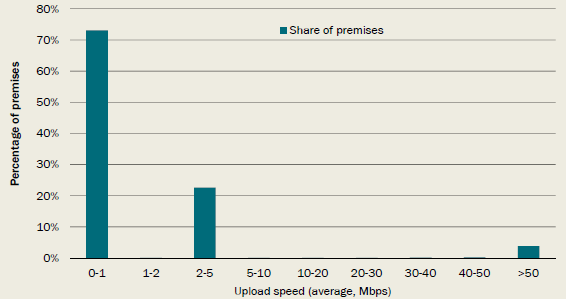 80%
Share of premises
70%
60%
50%
40%
30%
20%
10%
0%
Percentage of premises
0-1 1-2 2-5 5-10 10-20 20-30 30-40 40-50 >50
Upload speed (average, Mbps)